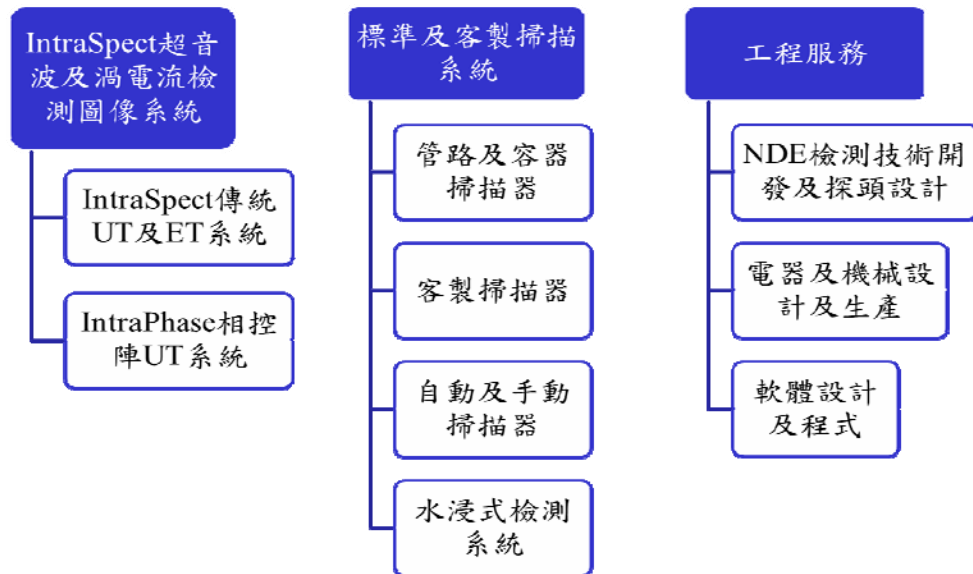 IntraSpect超音
波及渦電流檢
測圖像系統
IntraSpect傳統
UT及ET系統
IntraPhase相控
陣UT系統
標準及客製掃描
系統
管路及容器
掃描器
客製掃描器
自動及手動
掃描器
水浸式檢測
系統
工程服務
NDE檢測技術開
發及探頭設計
電器及機械設
計及生產
軟體設計
及程式